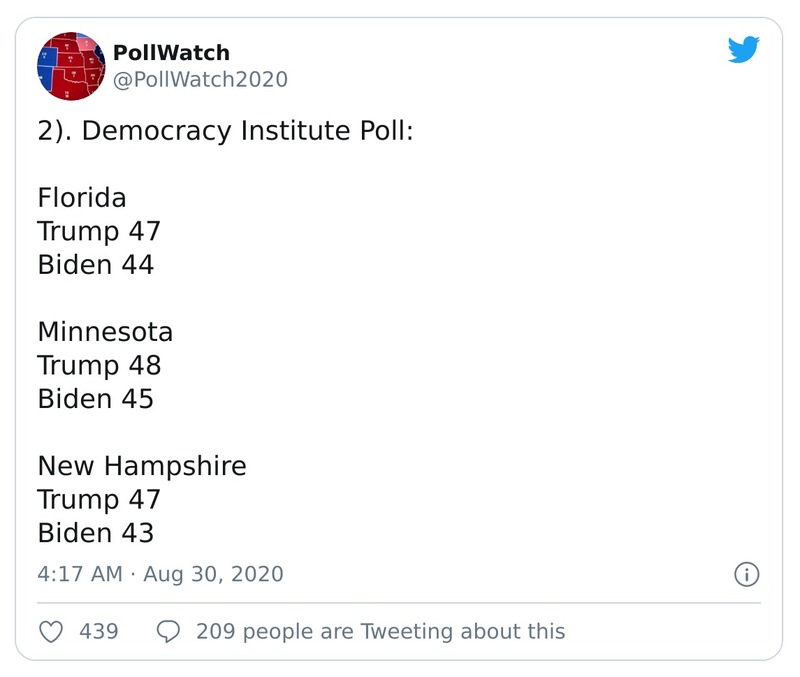 PollWatch
@PollWatch2020
2). Democracy Institute Poll:
Florida
Trump 47
Biden 44
Minnesota
Trump 48
Biden 45
New Hampshire
Trump 47
Biden 43
4:17 AM · Aug 30, 2020
439 209 people are Tweeting about this